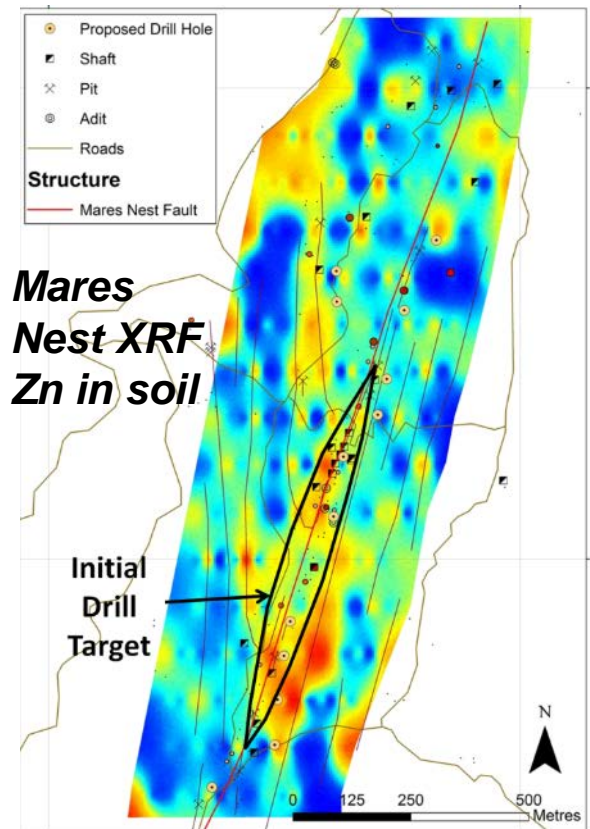 Proposed Drill Hole
Shaft
Pit
Adit
Roads
Structure
Mares Nest Fault
Mares
Nest XRF
Zn in soil
Initial
Drill
Target
N
0 125 250 500
Metres